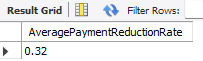 Result Grid Filter Rows:
AveragePaymentReductionRate
0.32